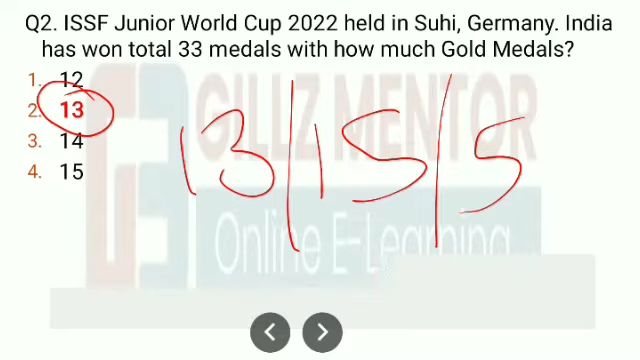 Q2. ISSF Junior World Cup 2022 held in Suhi, Germany. India
has won total 33 medals with how much Gold Medals?
1. 12
2. 13
3. 14
4. 15
13 | 15 | 5
GILLZ MENTOR
Online E-Learning